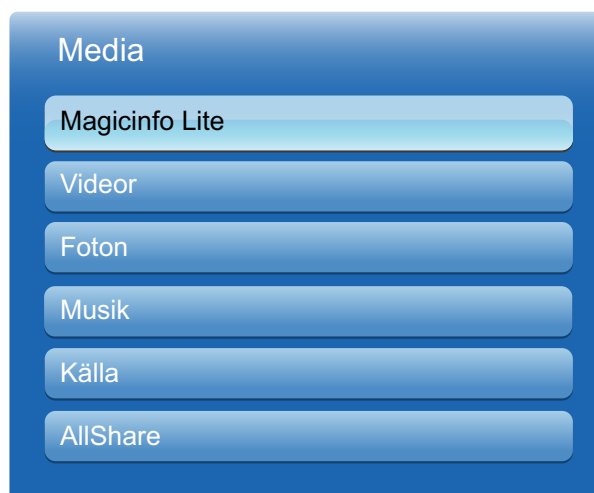 Media
Magicinfo Lite
Videor
Foton
Musik
Källa
AllShare